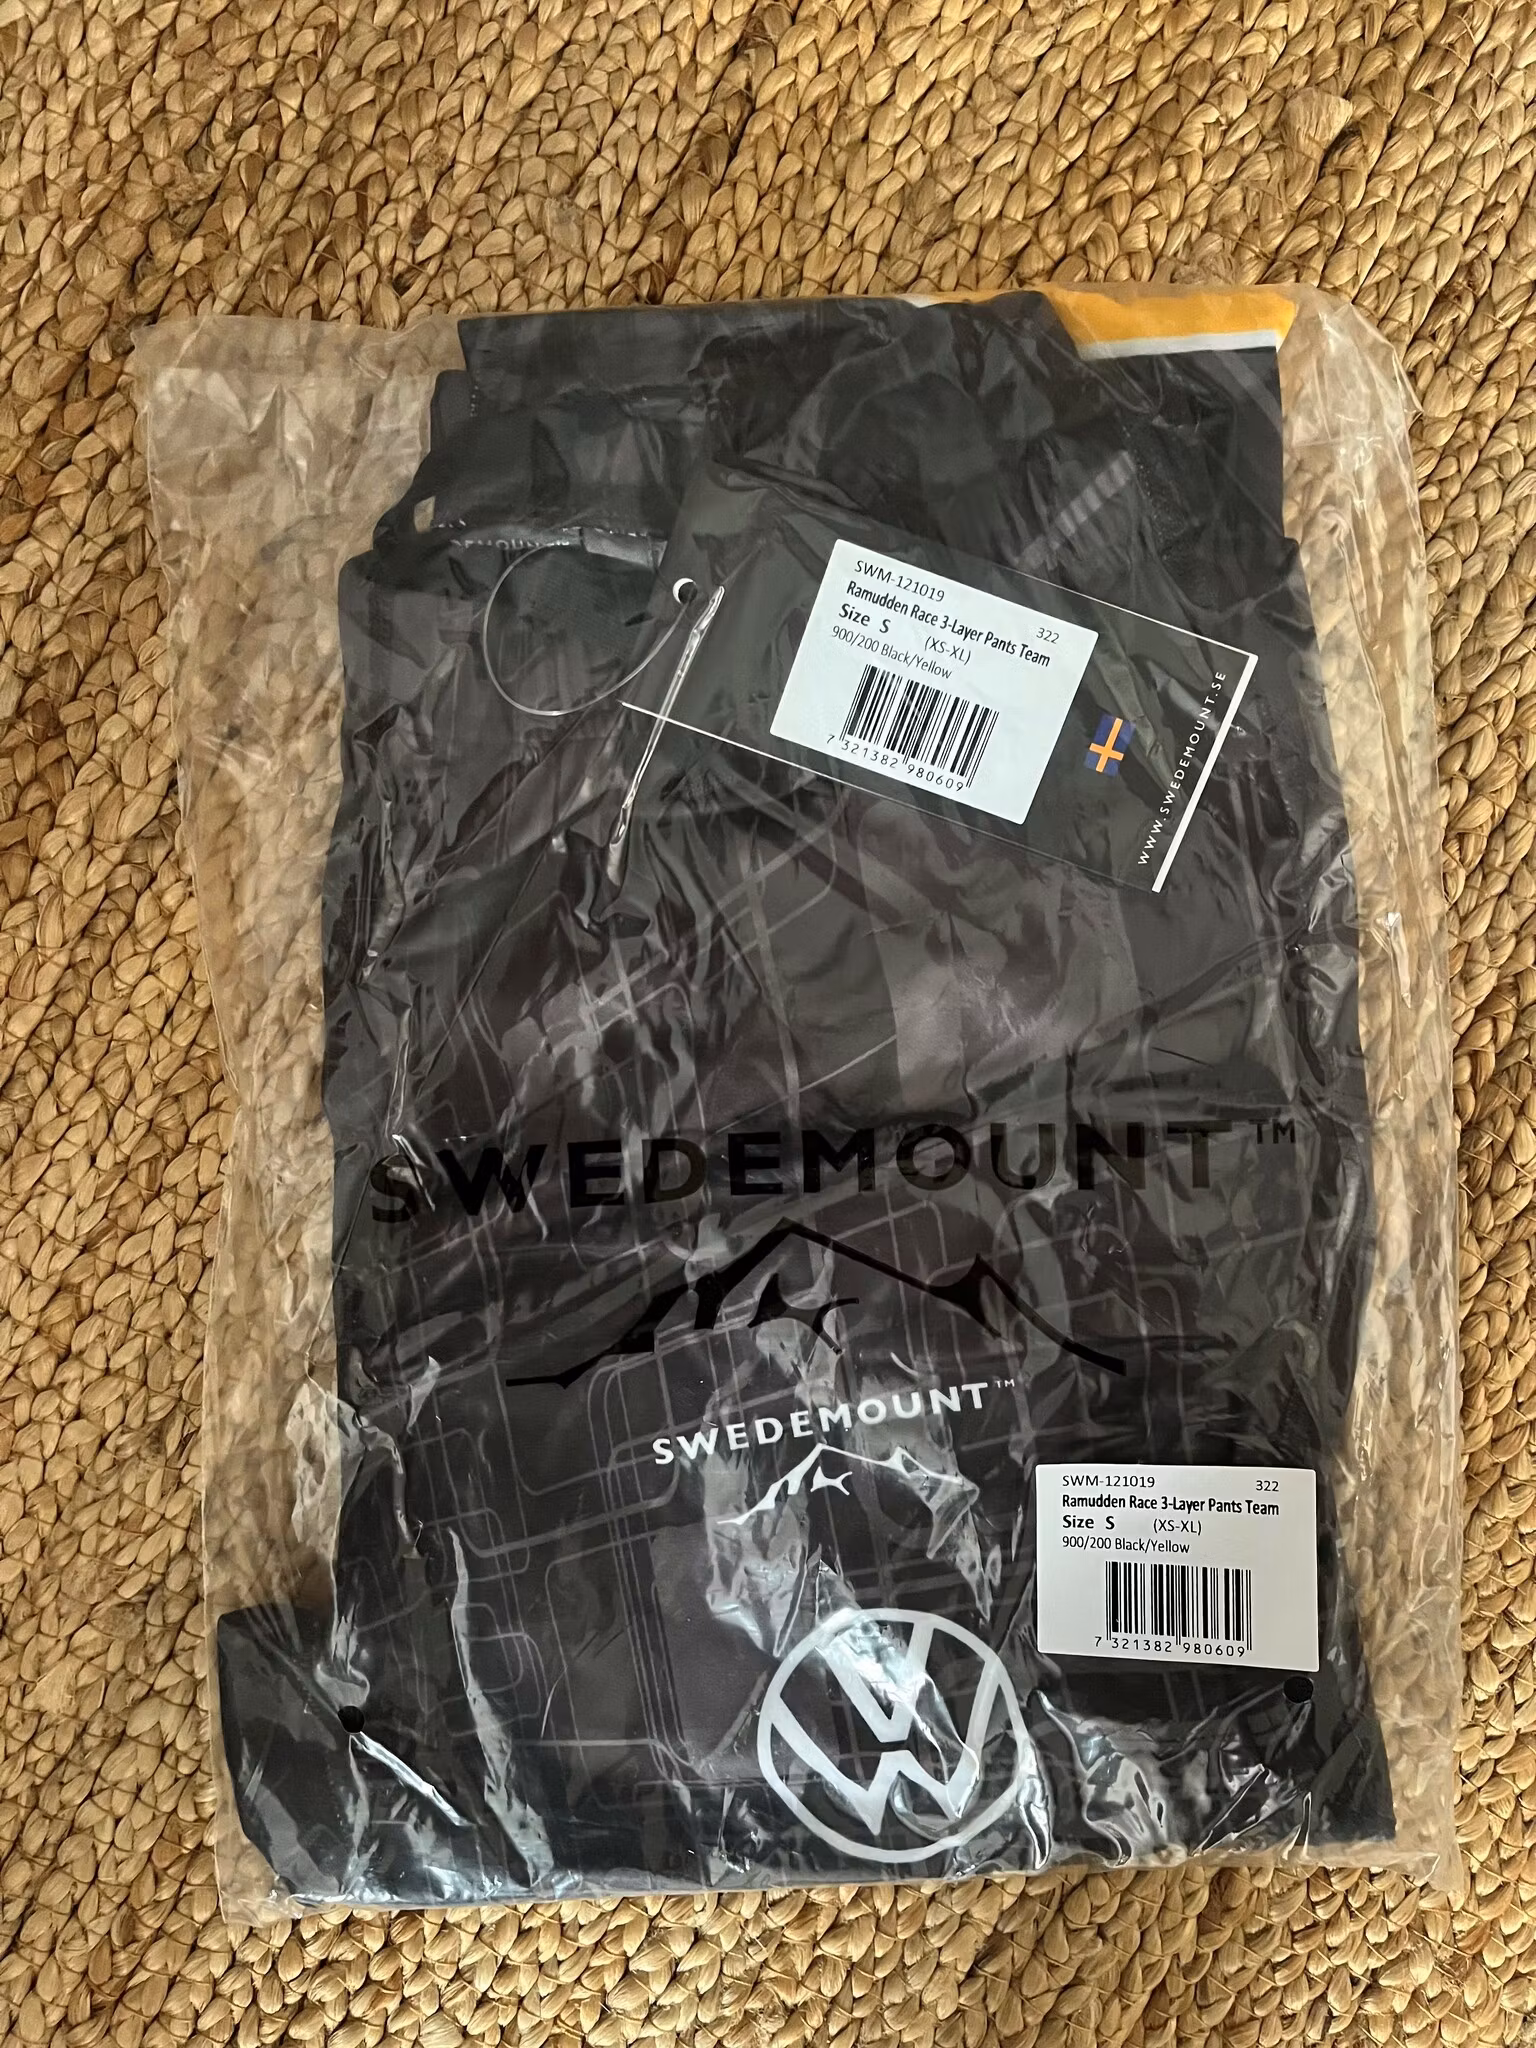 SWM-121019 322
Ramudden Race 3-Layer Pants Team
Size S (XS-XL)
900/200 Black/Yellow
7 321382 980609
WWW.SWEDEMOUNT.SE
SWEDEMOUNT™
SWEDEMOUNT™
SWM-121019 322
Ramudden Race 3-Layer Pants Team
Size S (XS-XL)
900/200 Black/Yellow
7 321382 980609
VW